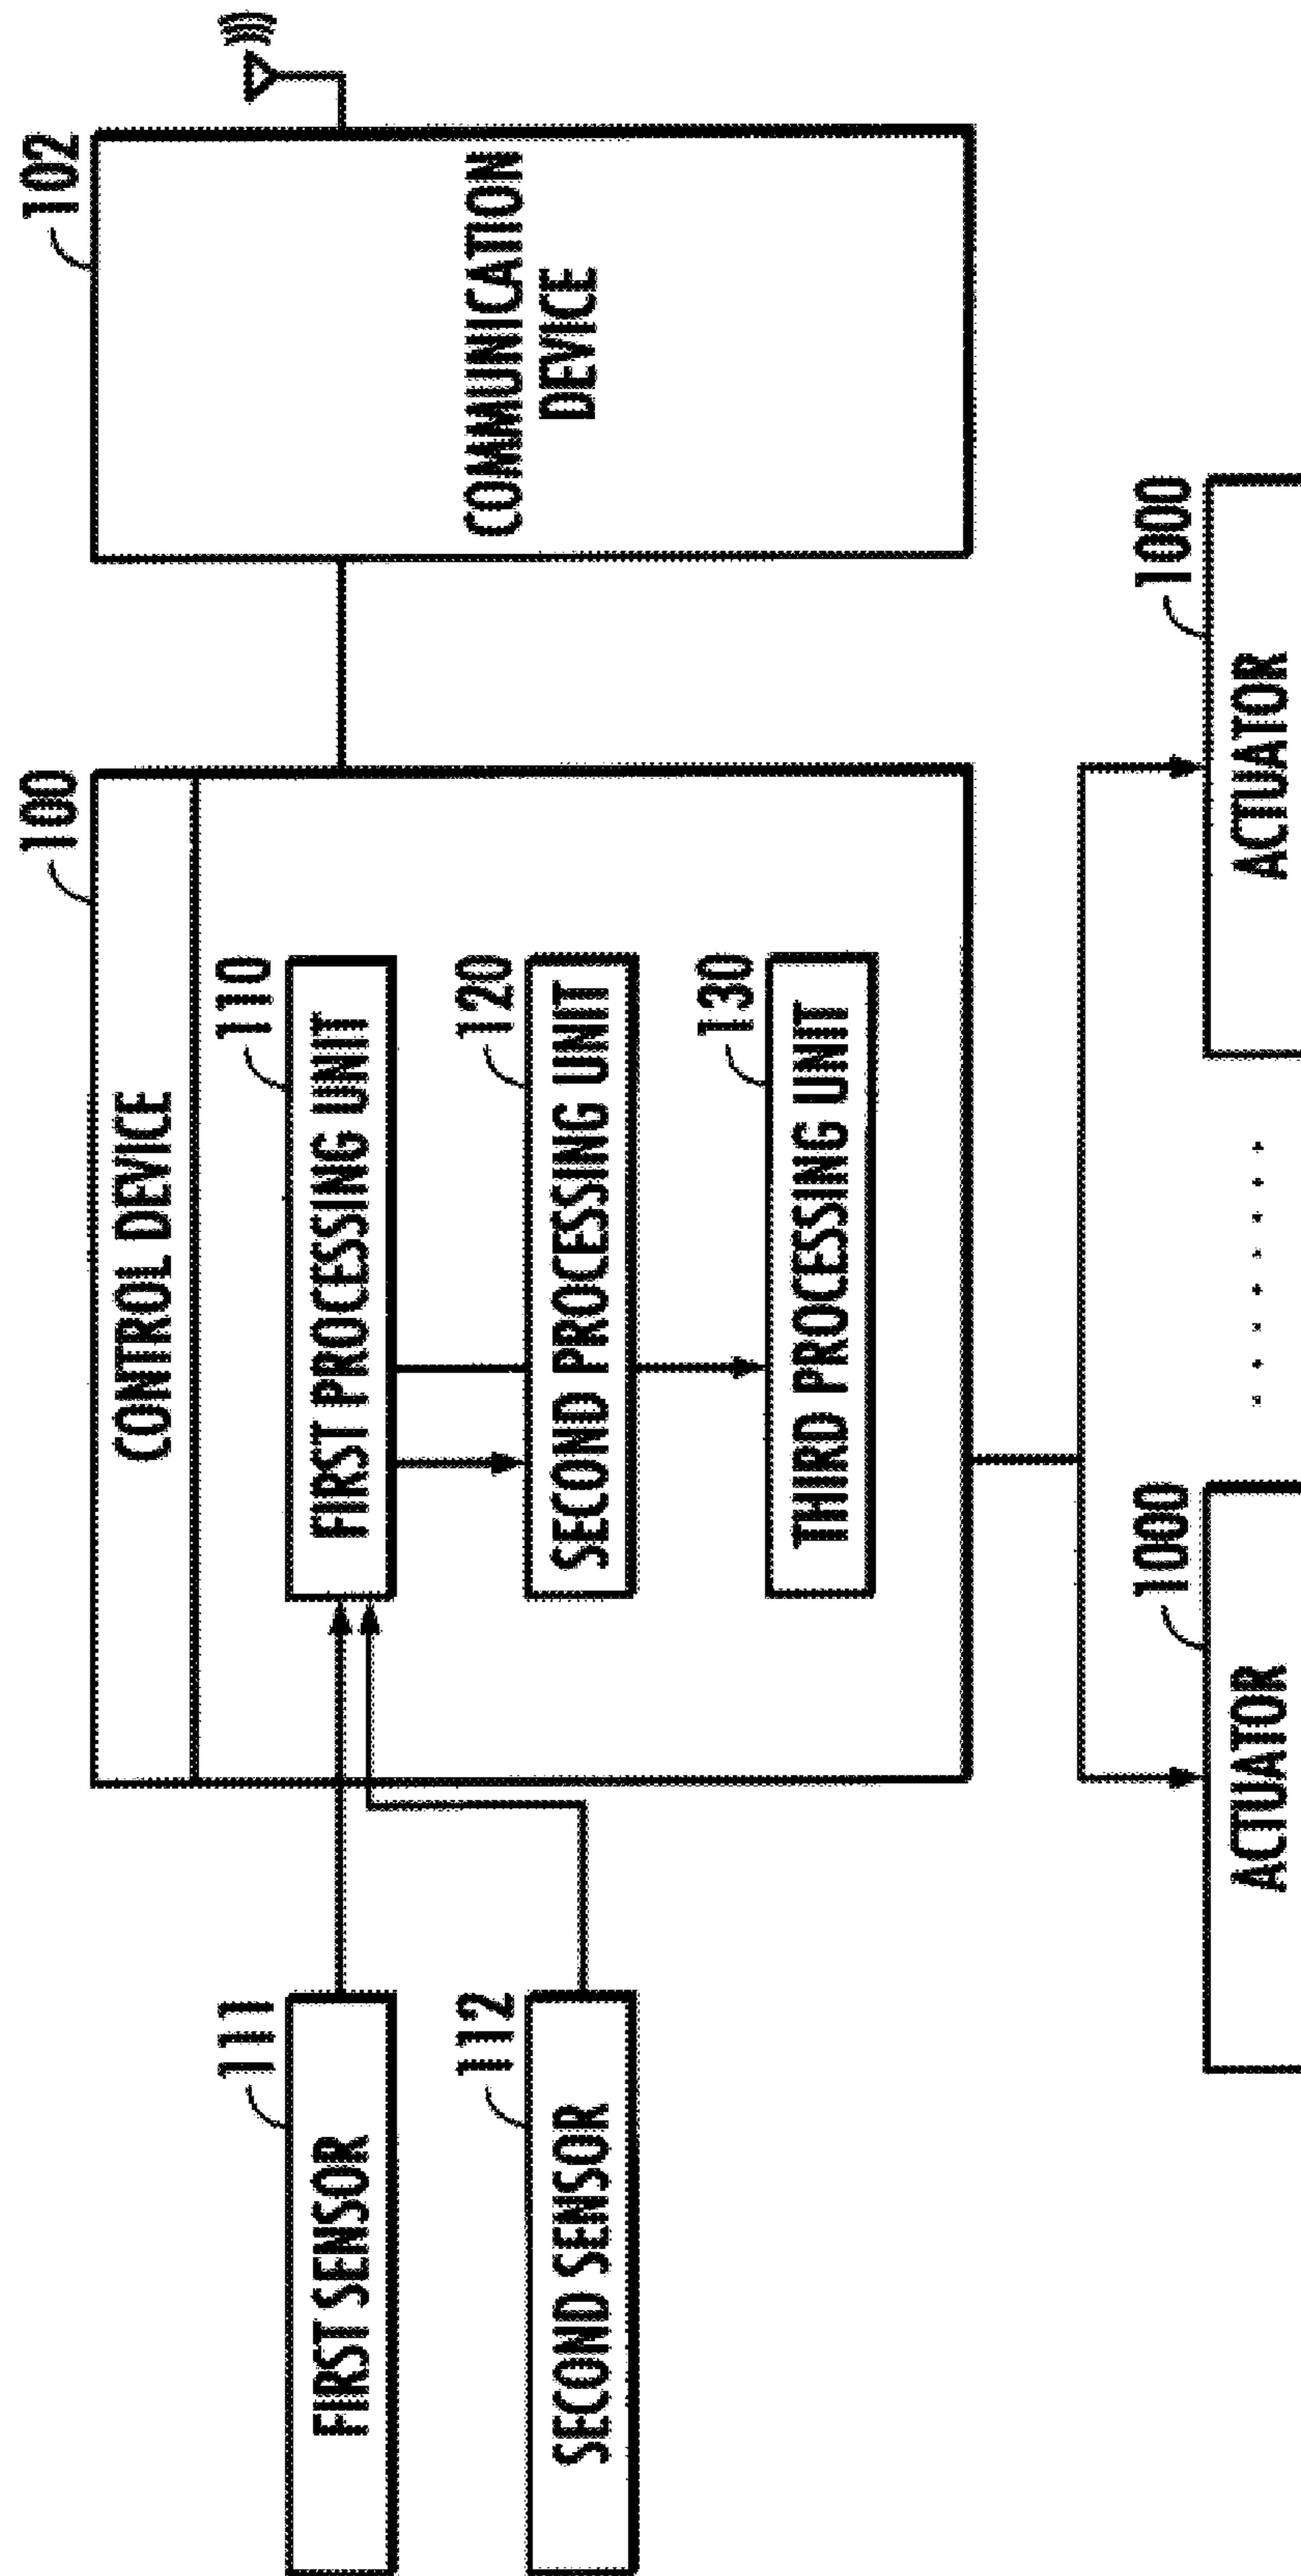 100
CONTROL DEVICE
102
COMMUNICATION
DEVICE
111
FIRST SENSOR
110
FIRST PROCESSING UNIT
112
SECOND SENSOR
120
SECOND PROCESSING UNIT
130
THIRD PROCESSING UNIT
1000
ACTUATOR
1000
ACTUATOR